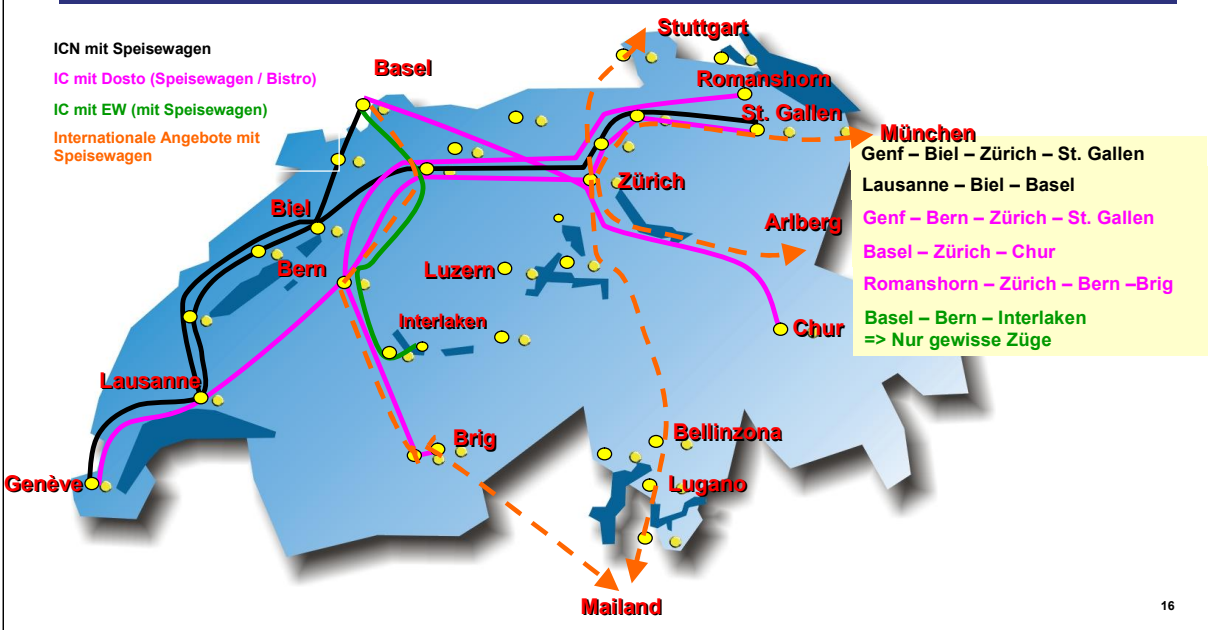 ICN mit Speisewagen
IC mit Dosto (Speisewagen / Bistro)
IC mit EW (mit Speisewagen)
Internationale Angebote mit
Speisewagen
Stuttgart
Basel
Romanshorn
St. Gallen
München
Zürich
Biel
Arlberg
Bern
Luzern
Interlaken
Chur
Lausanne
Brig
Bellinzona
Genève
Lugano
Mailand
Genf – Biel – Zürich – St. Gallen
Lausanne – Biel – Basel
Genf – Bern – Zürich – St. Gallen
Basel – Zürich – Chur
Romanshorn – Zürich – Bern –Brig
Basel – Bern – Interlaken
=> Nur gewisse Züge
16